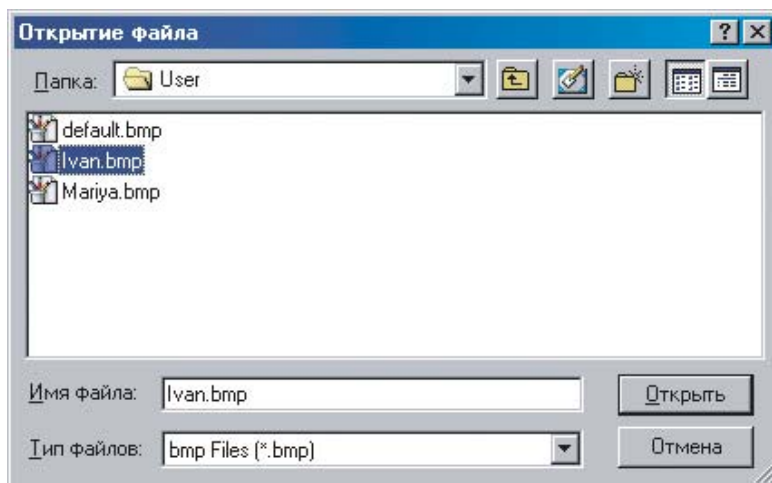 Открытие файла
Папка: User
default.bmp
Ivan.bmp
Mariya.bmp
Имя файла: Ivan.bmp Открыть
Тип файлов: bmp Files (*.bmp) Отмена